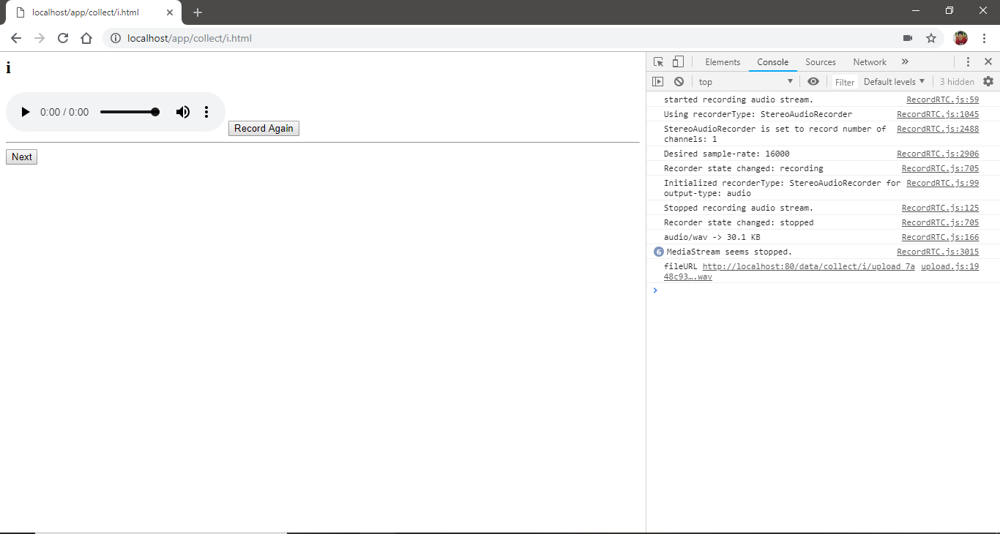 localhost/app/collect/i.html
localhost/app/collect/i.html
i
0:00 / 0:00
Record Again
Next
Elements Console Sources Network »
top Filter Default levels 3 hidden
started recording audio stream. RecordRTC.js:59
Using recorderType: StereoAudioRecorder RecordRTC.js:1045
StereoAudioRecorder is set to record number of RecordRTC.js:2488
channels: 1
Desired sample-rate: 16000 RecordRTC.js:2906
Recorder state changed: recording RecordRTC.js:705
Initialized recorderType: StereoAudioRecorder for RecordRTC.js:99
output-type: audio
Stopped recording audio stream. RecordRTC.js:125
Recorder state changed: stopped RecordRTC.js:705
audio/wav -> 30.1 KB RecordRTC.js:166
6 MediaStream seems stopped. RecordRTC.js:3015
fileURL http://localhost:80/data/collect/i/upload_7a upload.js:19
48c93….wav